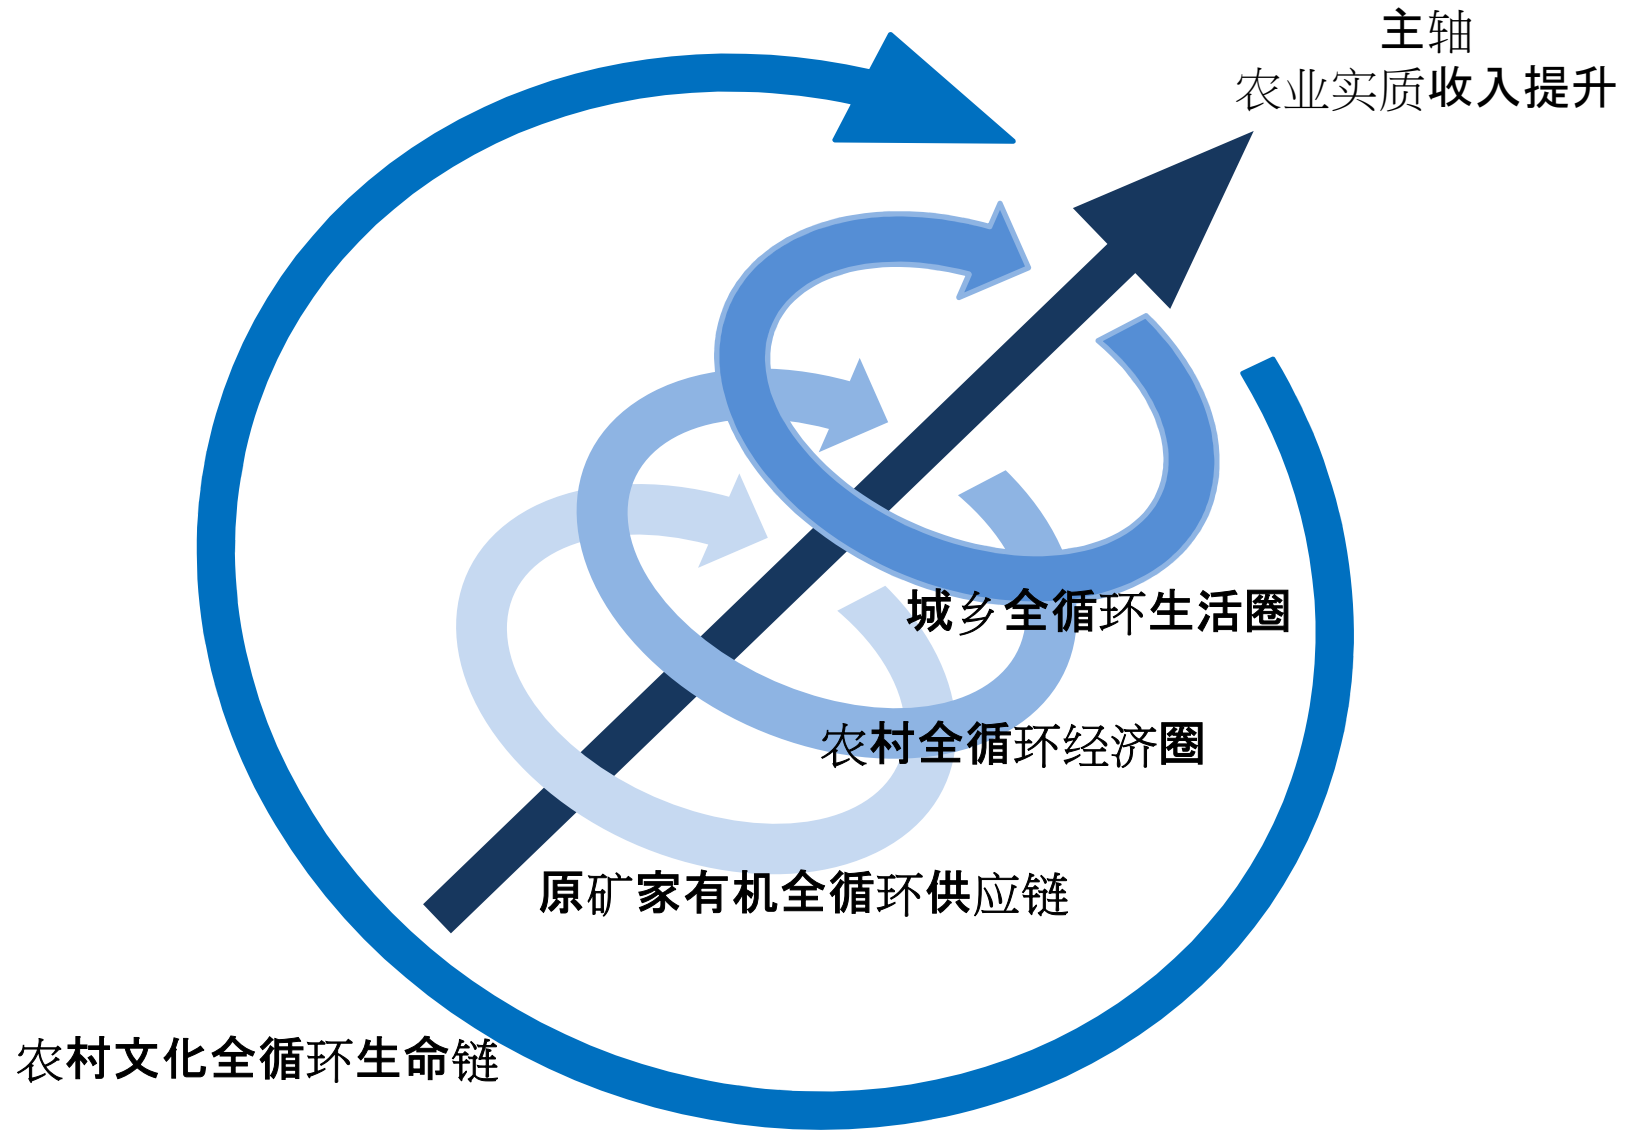 主轴
农业实质收入提升
城乡全循环生活圈
农村全循环经济圈
原矿家有机全循环供应链
农村文化全循环生命链